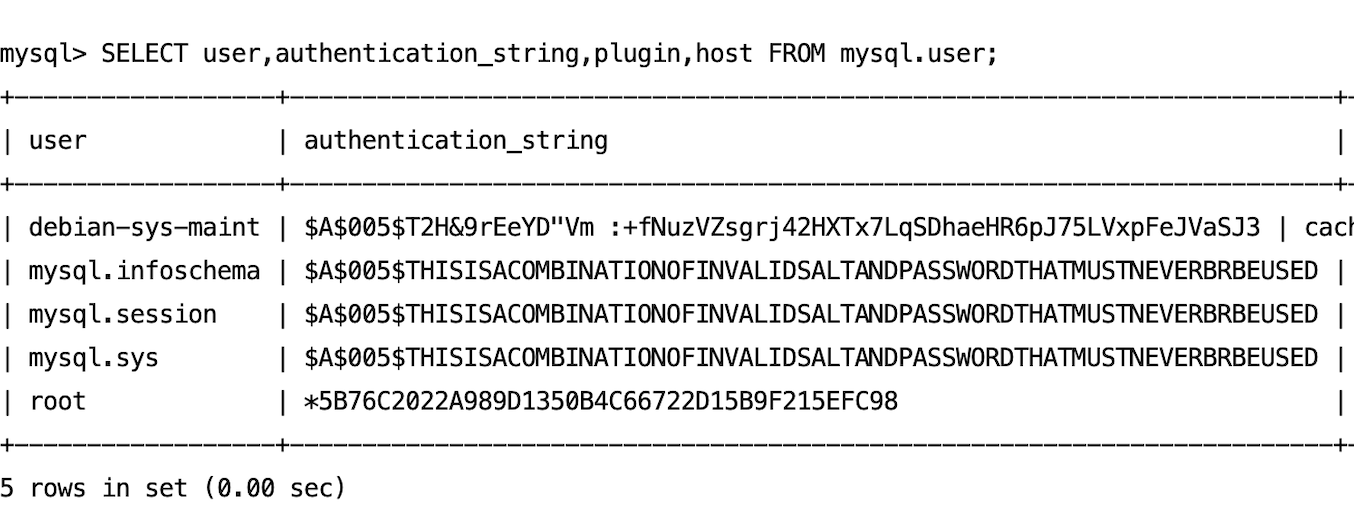 mysql> SELECT user,authentication_string,plugin,host FROM mysql.user;
+------------------+------------------------------------------------------------------------+-
| user             | authentication_string                                                  |
+------------------+------------------------------------------------------------------------+-
| debian-sys-maint | $A$005$T2H&9rEeYD"Vm :+fNuzVZsgrj42HXTx7LqSDhaeHR6pJ75LVxpFeJVaSJ3 | cach
| mysql.infoschema | $A$005$THISISACOMBINATIONOFINVALIDSALTANDPASSWORDTHATMUSTNEVERBRBEUSED |
| mysql.session    | $A$005$THISISACOMBINATIONOFINVALIDSALTANDPASSWORDTHATMUSTNEVERBRBEUSED |
| mysql.sys        | $A$005$THISISACOMBINATIONOFINVALIDSALTANDPASSWORDTHATMUSTNEVERBRBEUSED |
| root             | *5B76C2022A989D1350B4C66722D15B9F215EFC98                              |
+------------------+------------------------------------------------------------------------+-
5 rows in set (0.00 sec)